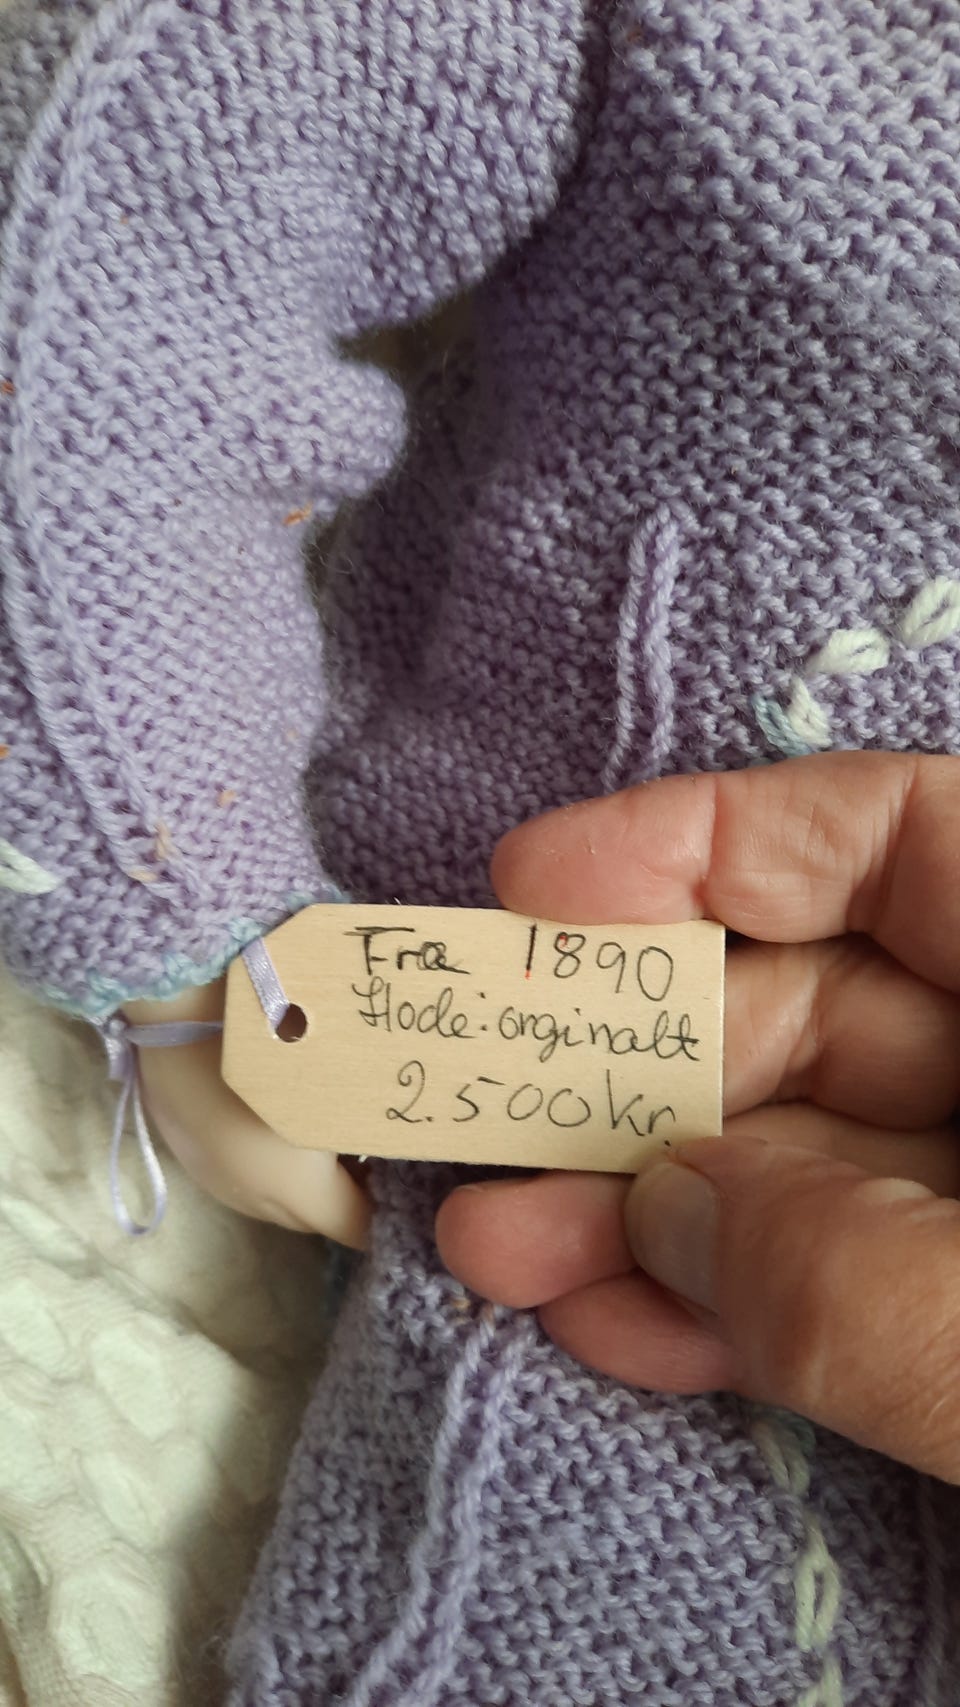 Fra 1890
Hode: orginalt
2.500 kr.